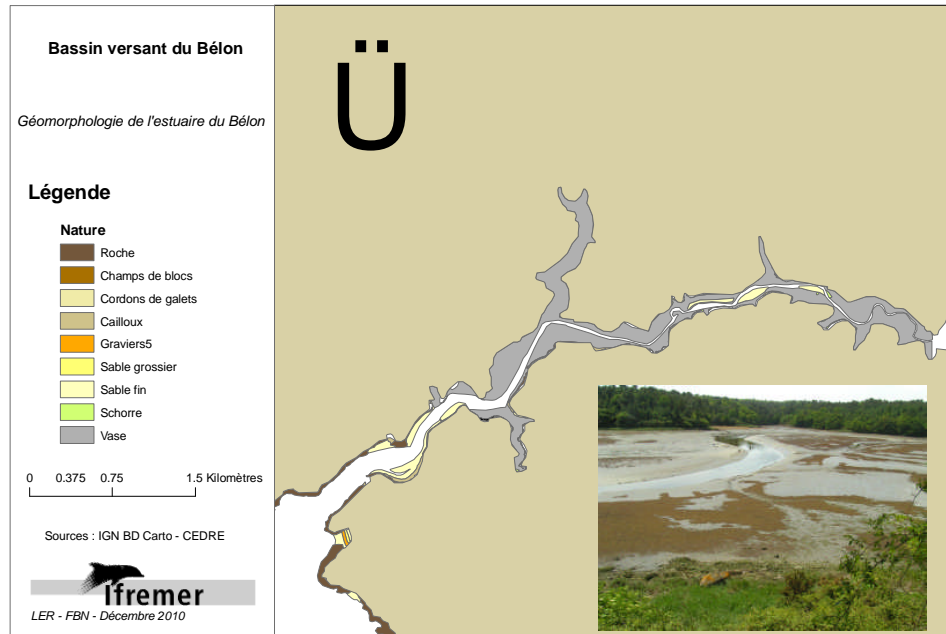 Bassin versant du Bélon
Géomorphologie de l'estuaire du Bélon
Légende
Nature
Roche
Champs de blocs
Cordons de galets
Cailloux
Graviers5
Sable grossier
Sable fin
Schorre
Vase
0 0.375 0.75 1.5 Kilomètres
Sources : IGN BD Carto - CEDRE
Ifremer
LER - FBN - Décembre 2010
Ü